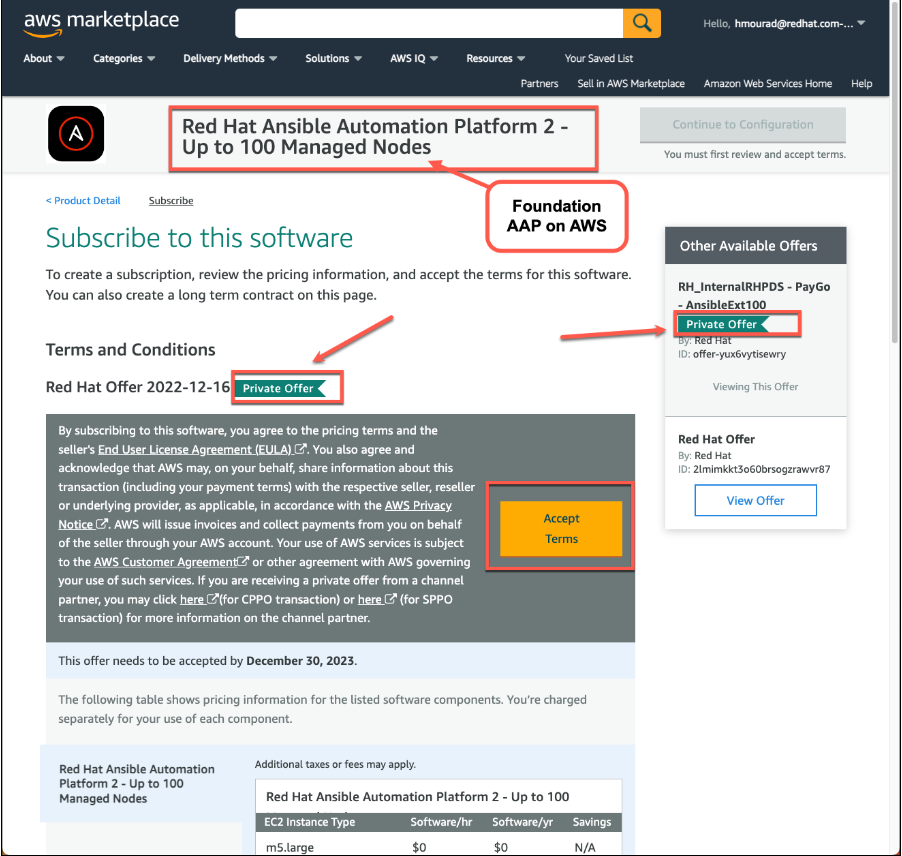 aws marketplace
Hello, hmourad@redhat.com-...
About
Categories
Delivery Methods
Solutions
AWS IQ
Resources
Your Saved List
Partners
Sell in AWS Marketplace
Amazon Web Services Home
Help
Red Hat Ansible Automation Platform 2 -
Up to 100 Managed Nodes
Continue to Configuration
You must first review and accept terms.
Foundation
AAP on AWS
< Product Detail
Subscribe
Subscribe to this software
To create a subscription, review the pricing information, and accept the terms for this software.
You can also create a long term contract on this page.
Terms and Conditions
Red Hat Offer 2022-12-16
Private Offer
By subscribing to this software, you agree to the pricing terms and the
seller's End User License Agreement (EULA) . You also agree and
acknowledge that AWS may, on your behalf, share information about this
transaction (including your payment terms) with the respective seller, reseller
or underlying provider, as applicable, in accordance with the AWS Privacy
Notice . AWS will issue invoices and collect payments from you on behalf
of the seller through your AWS account. Your use of AWS services is subject
to the AWS Customer Agreement or other agreement with AWS governing
your use of such services. If you are receiving a private offer from a channel
partner, you may click here (for CPPO transaction) or here (for SPPO
transaction) for more information on the channel partner.
Accept
Terms
This offer needs to be accepted by December 30, 2023.
The following table shows pricing information for the listed software components. You're charged
separately for your use of each component.
Red Hat Ansible Automation
Platform 2 - Up to 100
Managed Nodes
Additional taxes or fees may apply.
Red Hat Ansible Automation Platform 2 - Up to 100
EC2 Instance Type Software/hr Software/yr Savings
m5.large $0 $0 N/A
Other Available Offers
RH_InternalRHPDS - PayGo
- AnsibleExt100
Private Offer
By: Red Hat
ID: offer-yux6vytisewry
Viewing This Offer
Red Hat Offer
By: Red Hat
ID: 2lmimkkt3o60brsogzrawvr87
View Offer